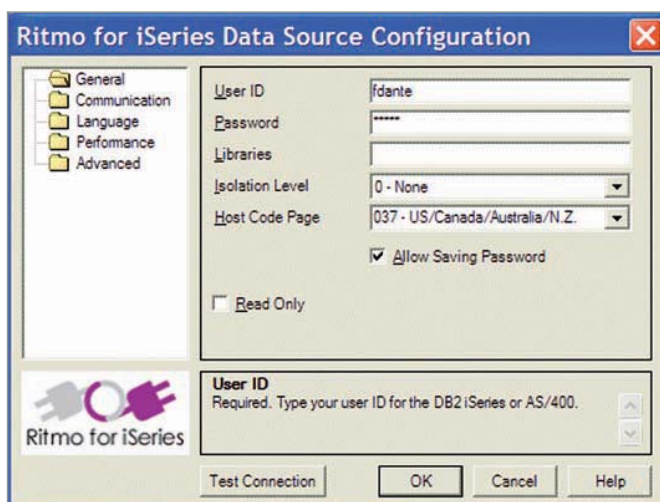 Ritmo for iSeries Data Source Configuration
General
Communication
Language
Performance
Advanced
User ID
fdante
Password
*****
Libraries
Isolation Level
0 - None
Host Code Page
037 - US/Canada/Australia/N.Z.
Allow Saving Password
Read Only
Ritmo for iSeries
User ID
Required. Type your user ID for the DB2 iSeries or AS/400.
Test Connection
OK
Cancel
Help